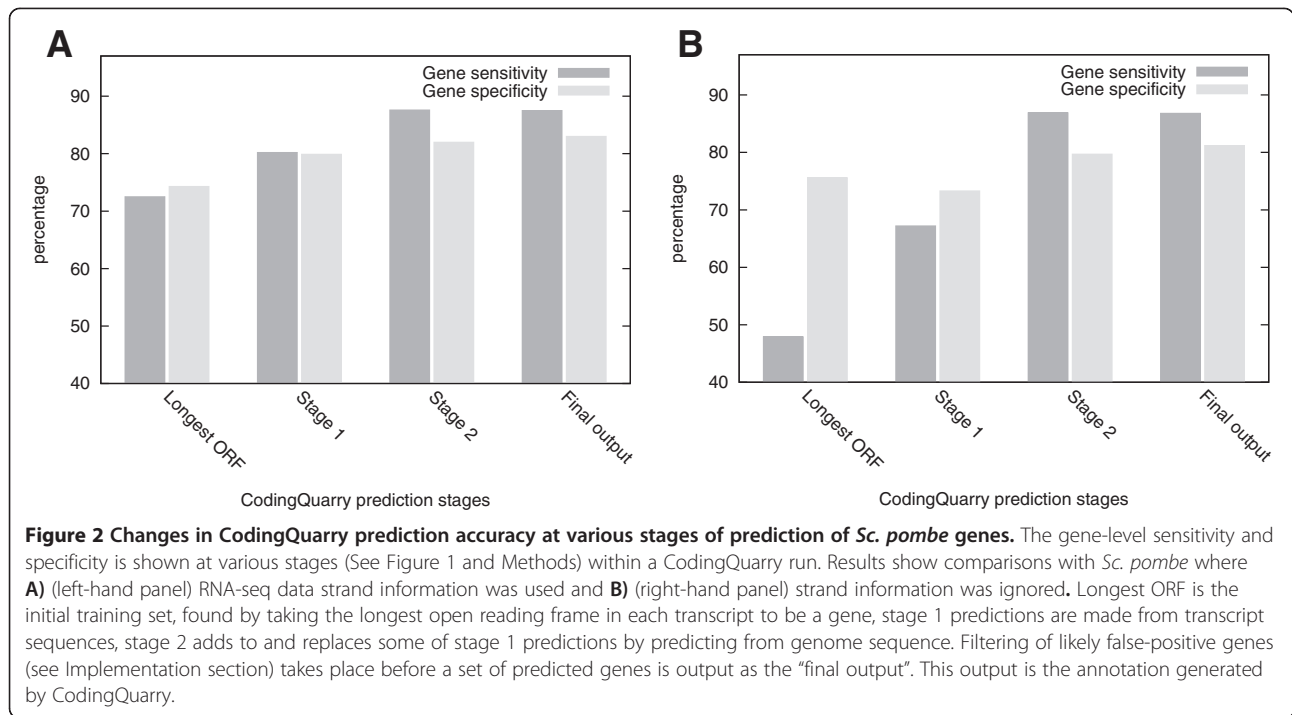 A
Gene sensitivity
Gene specificity
percentage
90
80
70
60
50
40
Longest ORF
Stage 1
Stage 2
Final output
CodingQuarry prediction stages
B
Gene sensitivity
Gene specificity
percentage
90
80
70
60
50
40
Longest ORF
Stage 1
Stage 2
Final output
CodingQuarry prediction stages
Figure 2 Changes in CodingQuarry prediction accuracy at various stages of prediction of Sc. pombe genes. The gene-level sensitivity and
specificity is shown at various stages (See Figure 1 and Methods) within a CodingQuarry run. Results show comparisons with Sc. pombe where
A) (left-hand panel) RNA-seq data strand information was used and B) (right-hand panel) strand information was ignored. Longest ORF is the
initial training set, found by taking the longest open reading frame in each transcript to be a gene, stage 1 predictions are made from transcript
sequences, stage 2 adds to and replaces some of stage 1 predictions by predicting from genome sequence. Filtering of likely false-positive genes
(see Implementation section) takes place before a set of predicted genes is output as the “final output”. This output is the annotation generated
by CodingQuarry.